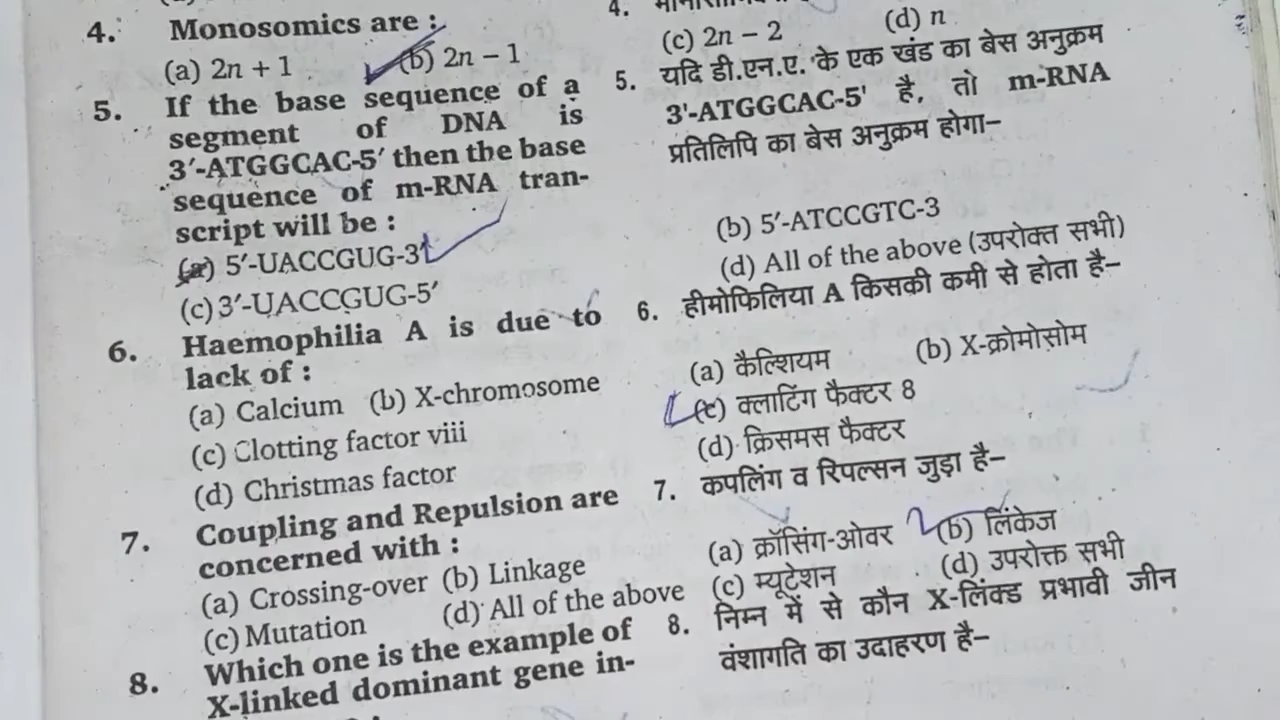 4. Monosomics are :
(a) 2n + 1 (b) 2n – 1
(c) 2n – 2 (d) n
5. If the base sequence of a
segment of DNA is
3′-ATGGCAC-5′ then the base
sequence of m-RNA tran-
script will be :
(a) 5′-UACCGUG-3′
(c) 3′-UACCGUG-5′
6. Haemophilia A is due to
lack of :
(a) Calcium (b) X-chromosome
(c) Clotting factor viii
(d) Christmas factor
7. Coupling and Repulsion are
concerned with :
(a) Crossing-over (b) Linkage
(c) Mutation (d) All of the above
8. Which one is the example of
X-linked dominant gene in-
4.
5. यदि डी.एन.ए. के एक खंड का बेस अनुक्रम
3'-ATGGCAC-5' है, तो m-RNA
प्रतिलिपि का बेस अनुक्रम होगा–
(b) 5′-ATCCGTC-3
(d) All of the above (उपरोक्त सभी)
6. हीमोफिलिया A किसकी कमी से होता है–
(a) कैल्शियम (b) X-क्रोमोसोम
(c) क्लाटिंग फैक्टर 8
(d) क्रिसमस फैक्टर
7. कपलिंग व रिपल्सन जुड़ा है–
(a) क्रॉसिंग-ओवर (b) लिंकेज
(c) म्यूटेशन (d) उपरोक्त सभी
8. निम्न में से कौन X-लिंक्ड प्रभावी जीन
वंशागति का उदाहरण है–